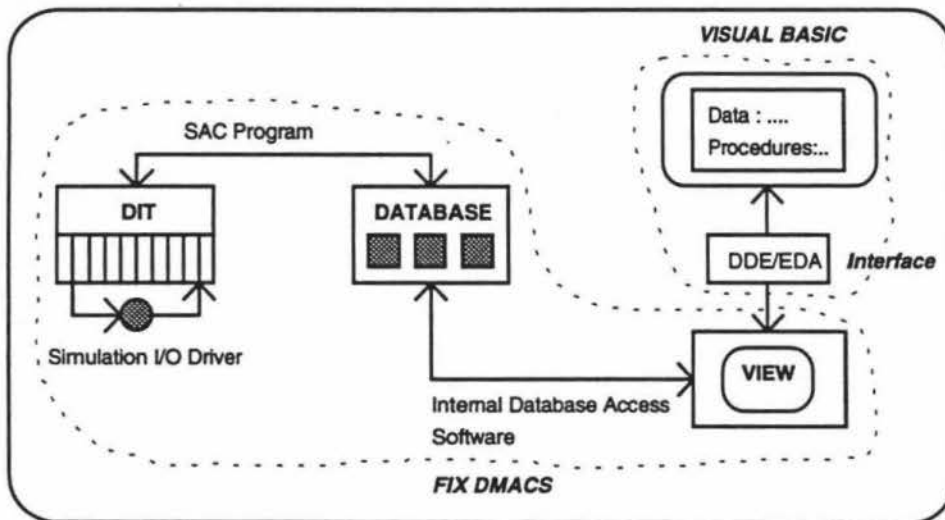 VISUAL BASIC
Data : ....
Procedures:..
SAC Program
DIT
DATABASE
DDE/EDA
Interface
Simulation I/O Driver
VIEW
Internal Database Access
Software
FIX DMACS